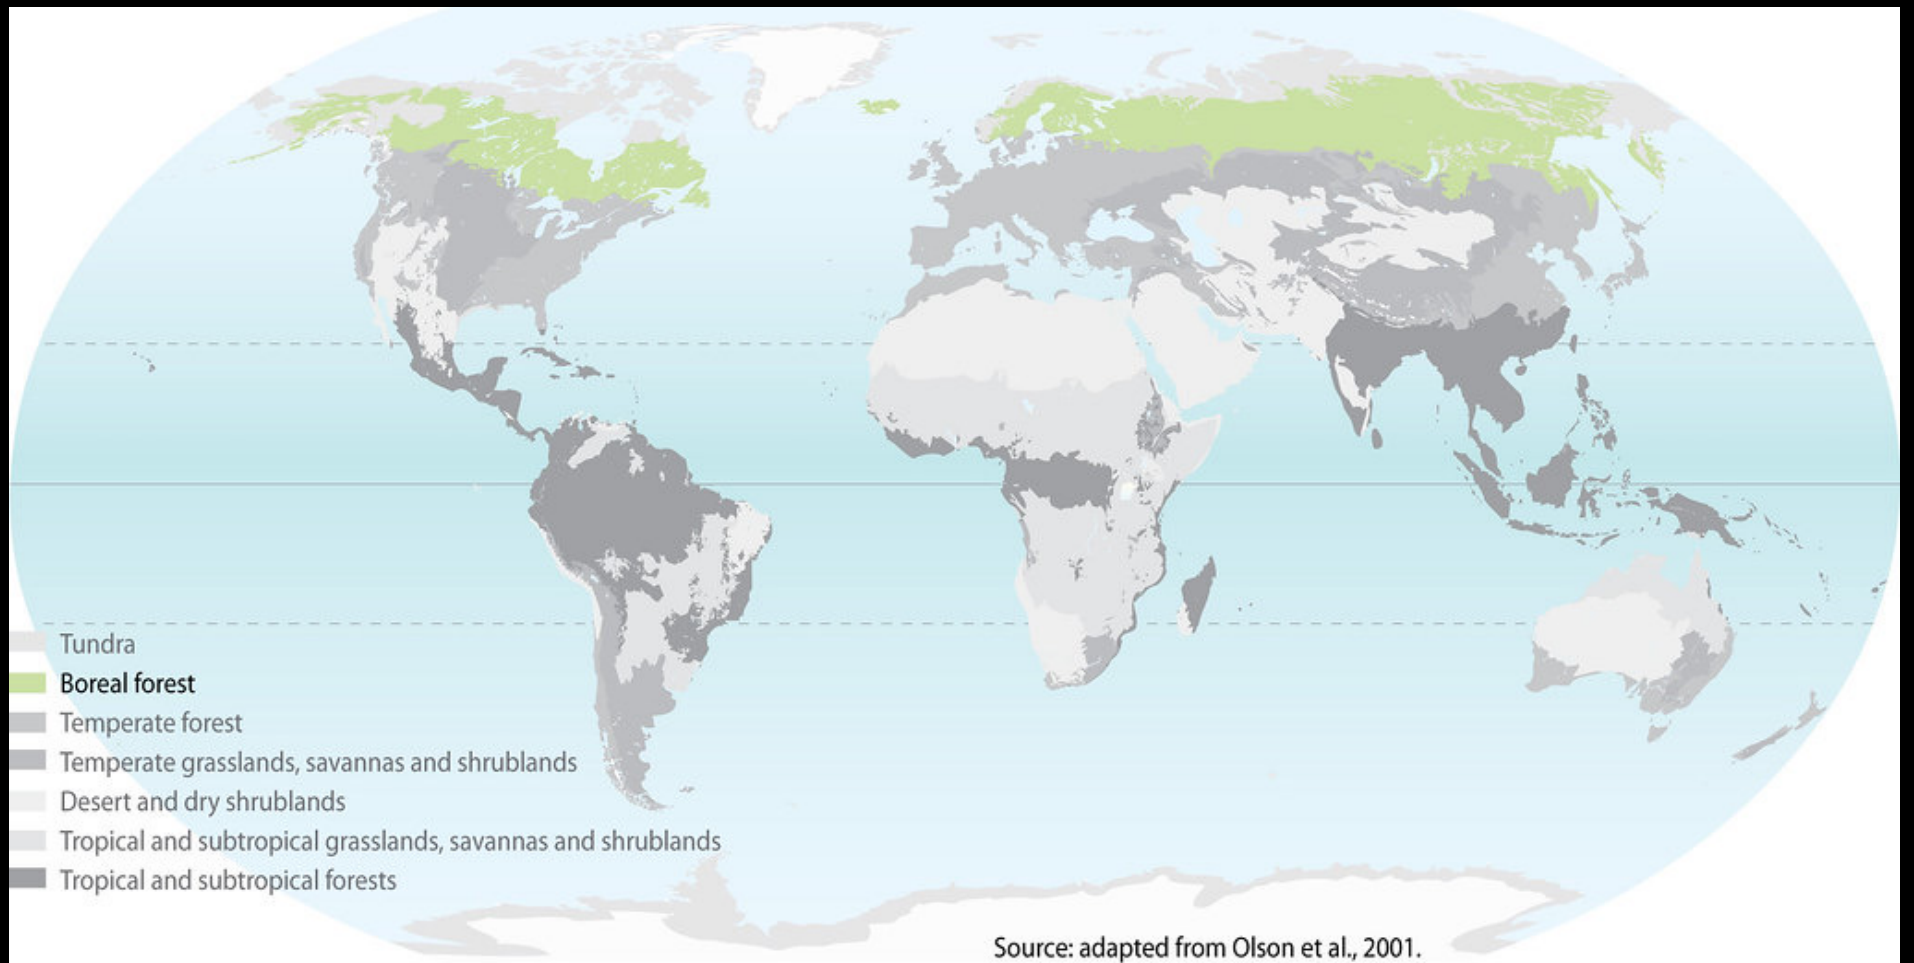 Tundra
Boreal forest
Temperate forest
Temperate grasslands, savannas and shrublands
Desert and dry shrublands
Tropical and subtropical grasslands, savannas and shrublands
Tropical and subtropical forests
Source: adapted from Olson et al., 2001.